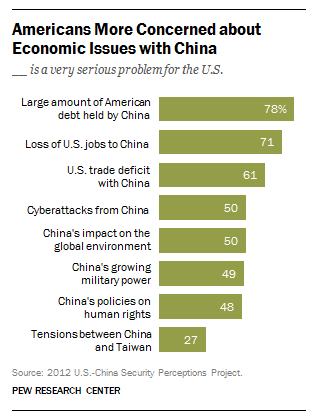 Americans More Concerned about
Economic Issues with China
__ is a very serious problem for the U.S.
Large amount of American
debt held by China
78%
Loss of U.S. jobs to China
71
U.S. trade deficit
with China
61
Cyberattacks from China
50
China's impact on the
global environment
50
China's growing
military power
49
China's policies on
human rights
48
Tensions between China
and Taiwan
27
Source: 2012 U.S.-China Security Perceptions Project.
PEW RESEARCH CENTER